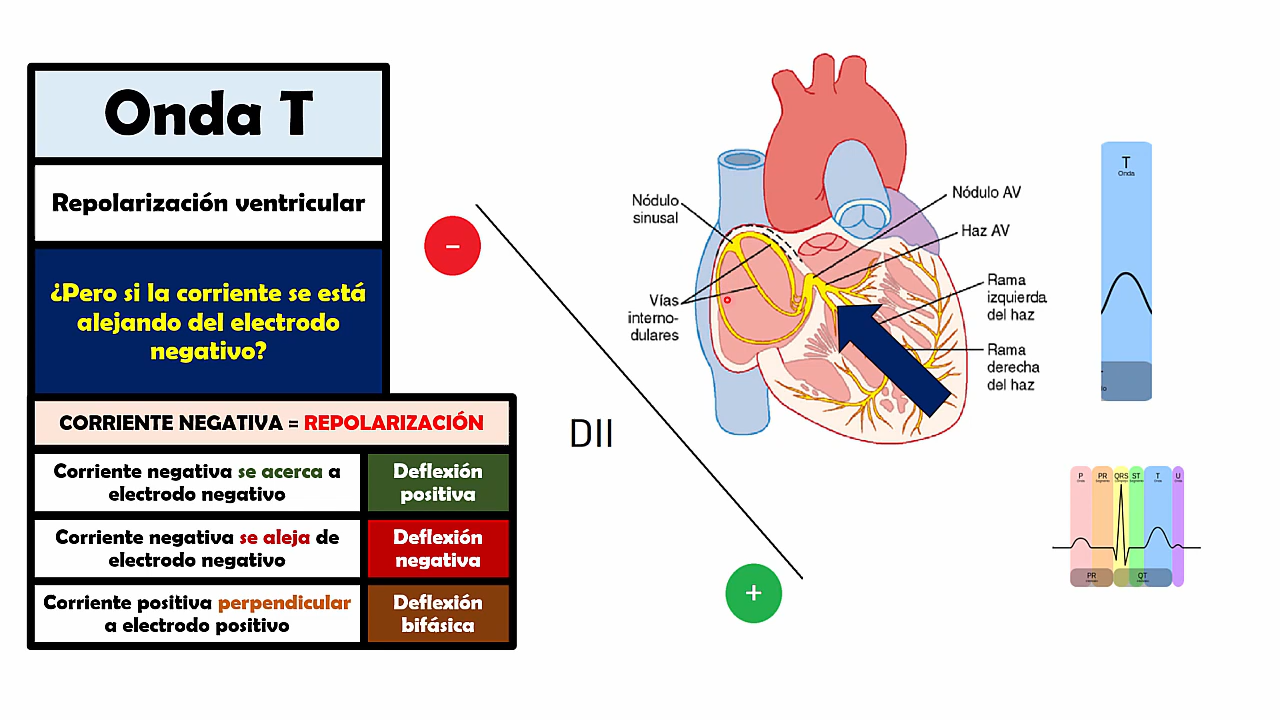 Onda T
Repolarización ventricular
¿Pero si la corriente se está
alejando del electrodo
negativo?
CORRIENTE NEGATIVA = REPOLARIZACIÓN
Corriente negativa se acerca a
electrodo negativo
Deflexión
positiva
Corriente negativa se aleja de
electrodo negativo
Deflexión
negativa
Corriente positiva perpendicular
a electrodo positivo
Deflexión
bifásica
−
DII
+
Nódulo
sinusal
Vías
interno-
dulares
Nódulo AV
Haz AV
Rama
izquierda
del haz
Rama
derecha
del haz
T
Onda
P
Onda
PR
QRS
ST
T
Onda
U
Onda
PR
QT